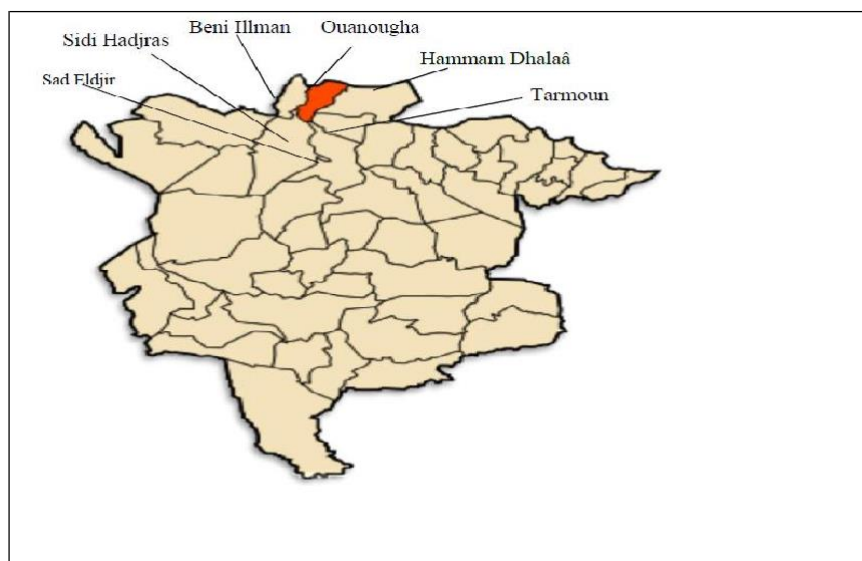 Beni Illman
Ouanougha
Sidi Hadjras
Hammam Dhalaâ
Sad Eldjir
Tarmoun